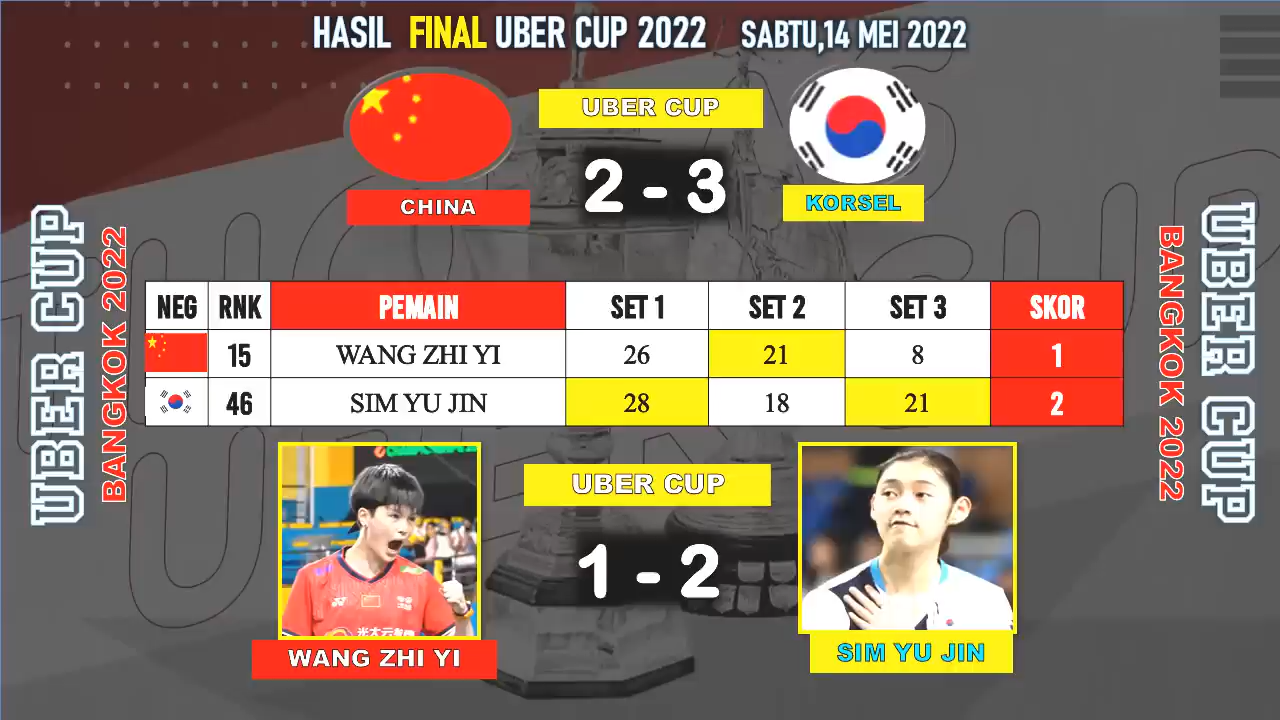 HASIL FINAL UBER CUP 2022 SABTU,14 MEI 2022
UBER CUP
2 - 3
CHINA
KORSEL
UBER CUP
BANGKOK 2022
UBER CUP
BANGKOK 2022
NEG RNK PEMAIN SET 1 SET 2 SET 3 SKOR
15 WANG ZHI YI 26 21 8 1
46 SIM YU JIN 28 18 21 2
UBER CUP
1 - 2
WANG ZHI YI
SIM YU JIN